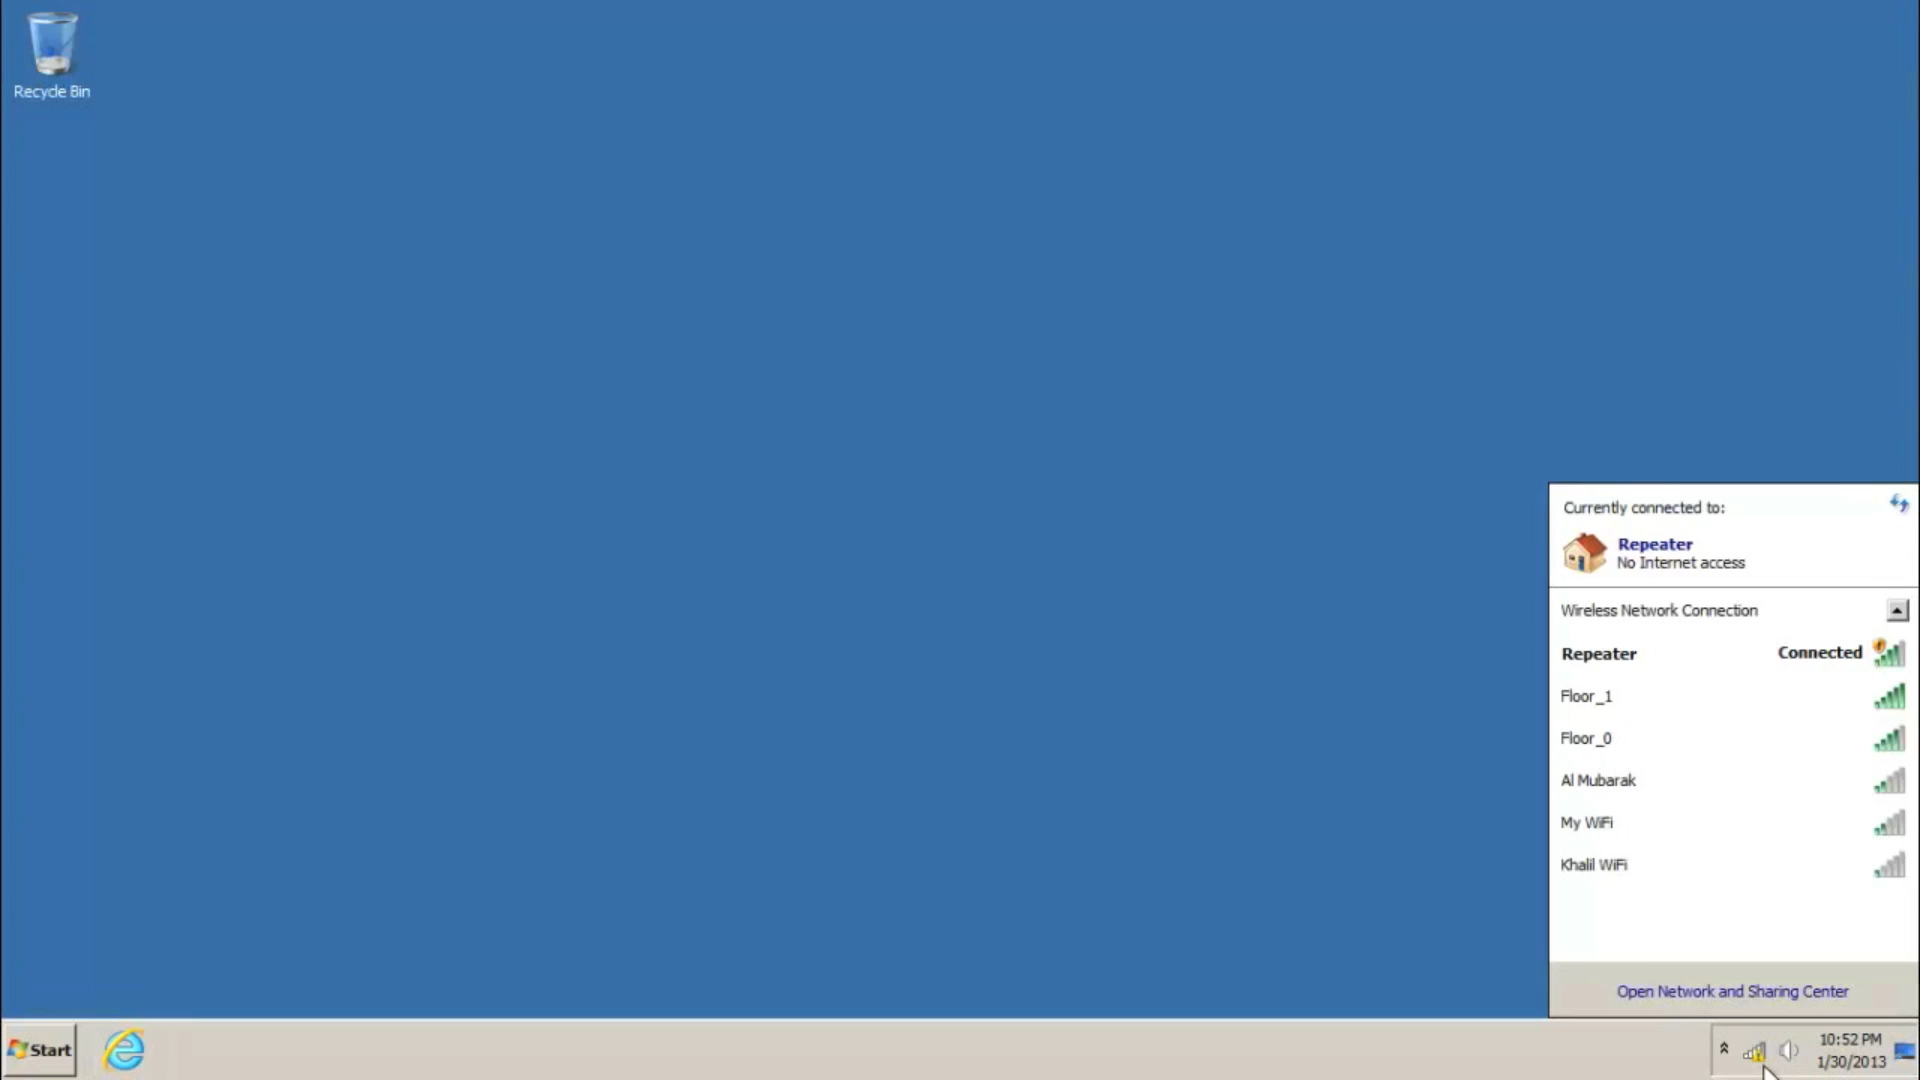 Recycle Bin
Currently connected to:
Repeater
No Internet access
Wireless Network Connection
Repeater Connected
Floor_1
Floor_0
Al Mubarak
My WiFi
Khalil WiFi
Open Network and Sharing Center
Start
10:52 PM
1/30/2013